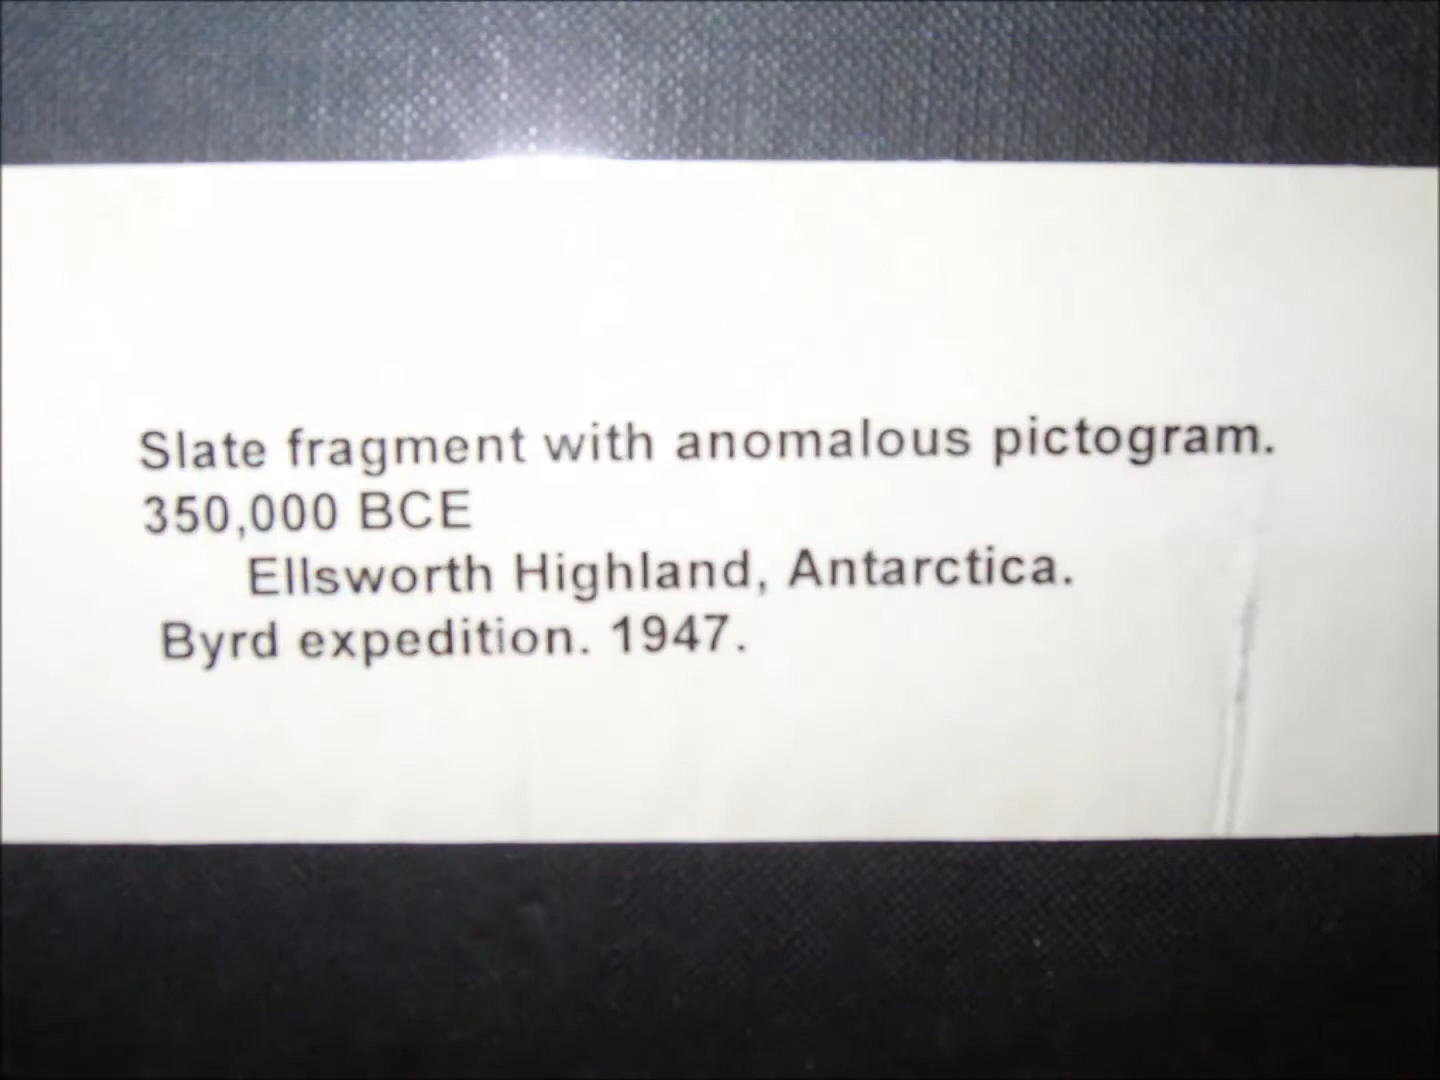 Slate fragment with anomalous pictogram.
350,000 BCE
Ellsworth Highland, Antarctica.
Byrd expedition. 1947.